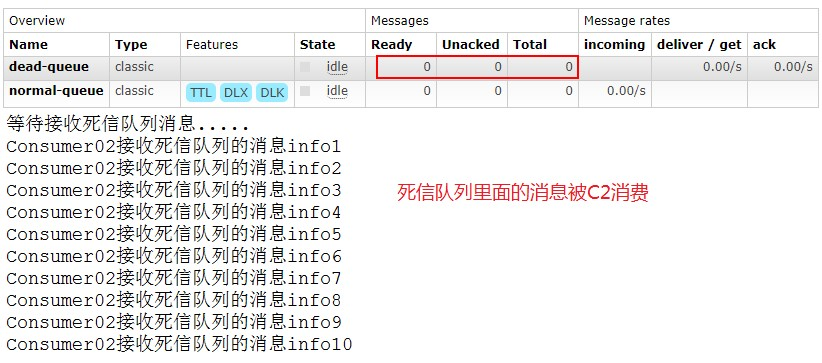 Overview Messages Message rates
Name Type Features State Ready Unacked Total incoming deliver / get ack
dead-queue classic idle 0 0 0 0.00/s 0.00/s
normal-queue classic TTL DLX DLK idle 0 0 0 0.00/s
等待接收死信队列消息.....
Consumer02接收死信队列的消息info1
Consumer02接收死信队列的消息info2
Consumer02接收死信队列的消息info3
死信队列里面的消息被C2消费
Consumer02接收死信队列的消息info4
Consumer02接收死信队列的消息info5
Consumer02接收死信队列的消息info6
Consumer02接收死信队列的消息info7
Consumer02接收死信队列的消息info8
Consumer02接收死信队列的消息info9
Consumer02接收死信队列的消息info10